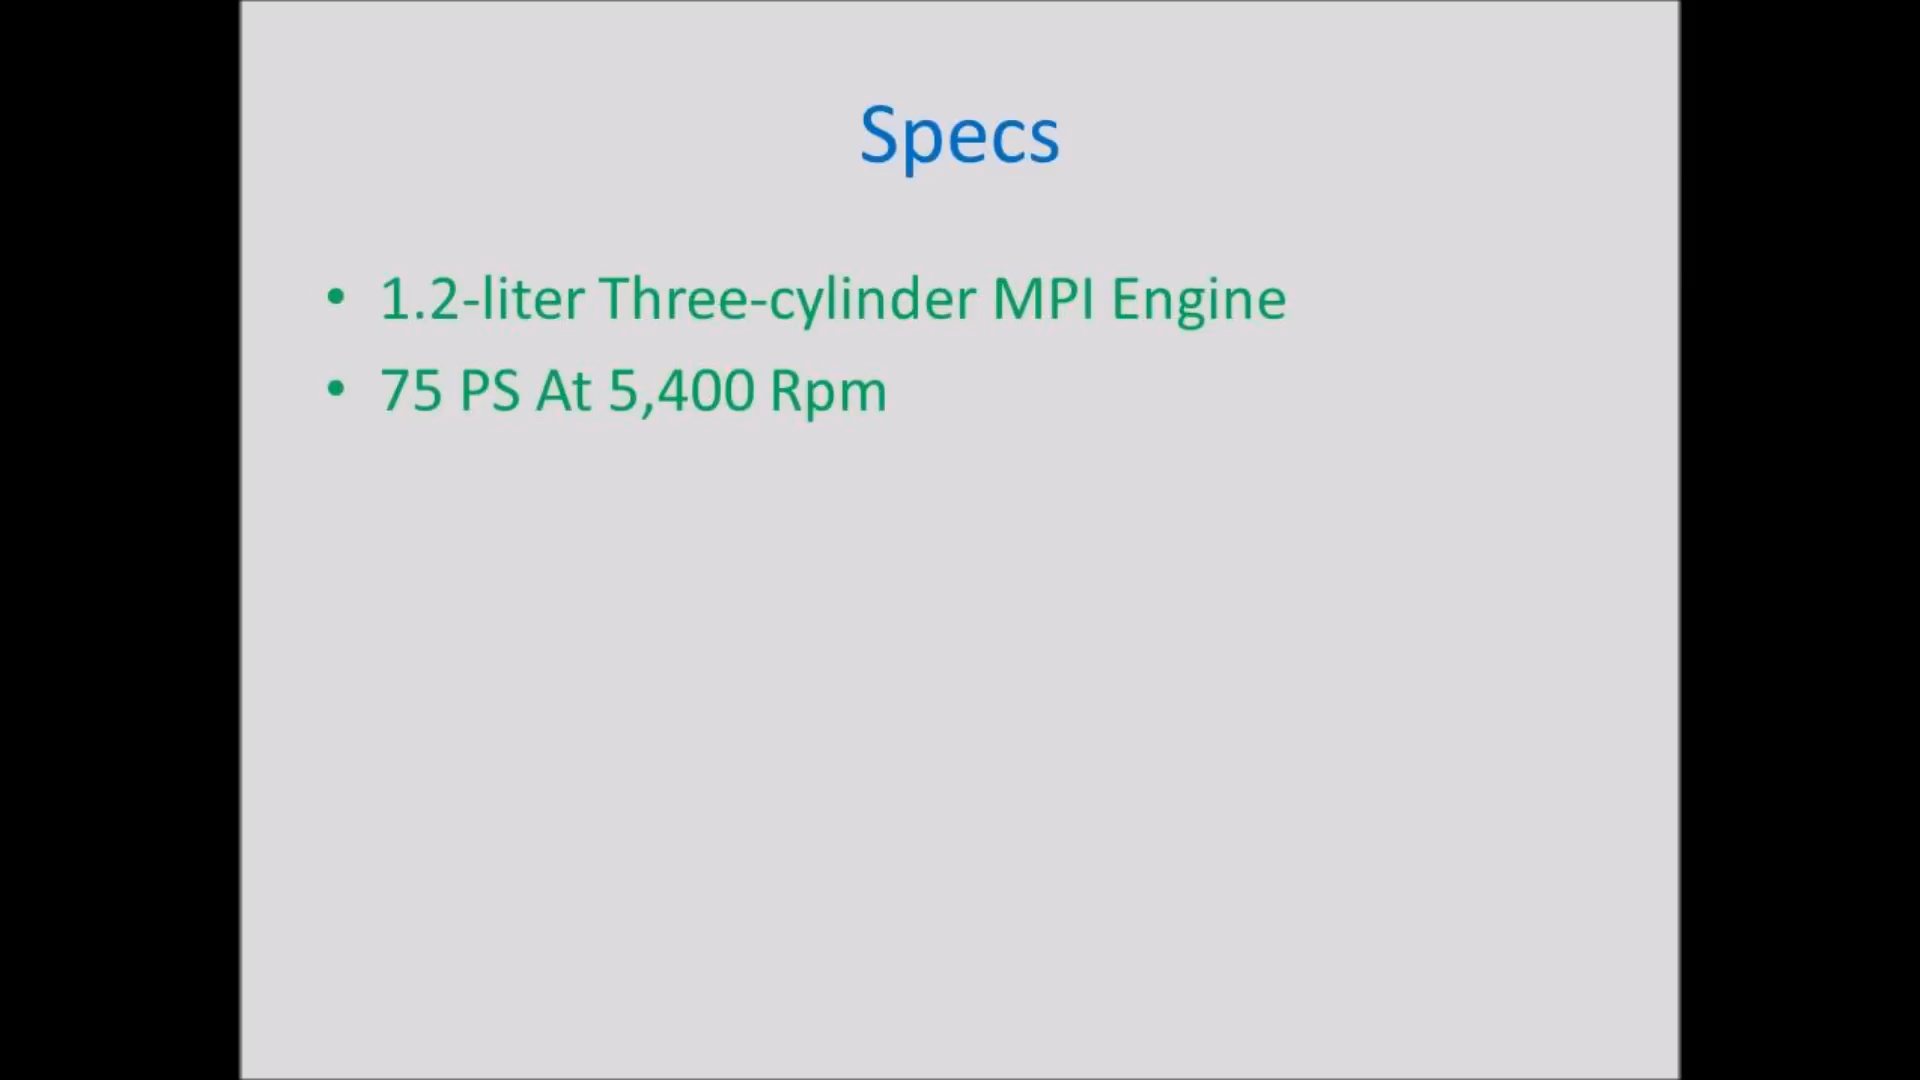 Specs
• 1.2-liter Three-cylinder MPI Engine
• 75 PS At 5,400 Rpm